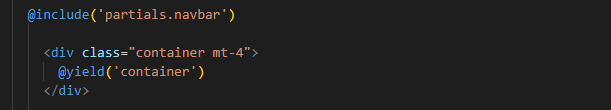 @include('partials.navbar')
<div class="container mt-4">
@yield('container')
</div>